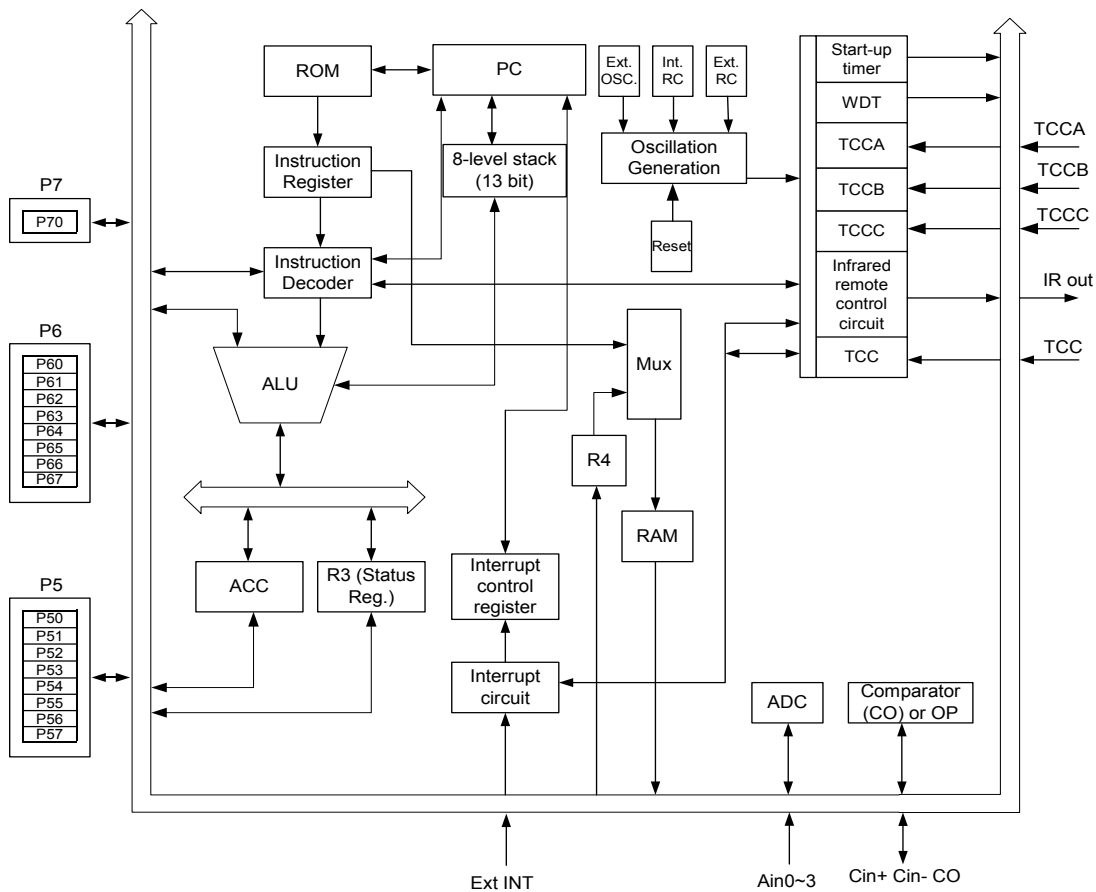 ROM
PC
Ext.
OSC.
Int.
RC
Ext.
RC
Start-up
timer
WDT
TCCA
TCCB
TCCC
Infrared
remote
control
circuit
TCC
TCCA
TCCB
TCCC
IR out
TCC
Instruction
Register
8-level stack
(13 bit)
Oscillation
Generation
Reset
Instruction
Decoder
P7
P70
P6
P60
P61
P62
P63
P64
P65
P66
P67
ALU
Mux
R4
RAM
ACC
R3 (Status
Reg.)
Interrupt
control
register
Interrupt
circuit
P5
P50
P51
P52
P53
P54
P55
P56
P57
ADC
Comparator
(CO) or OP
Ext INT
Ain0~3
Cin+ Cin- CO